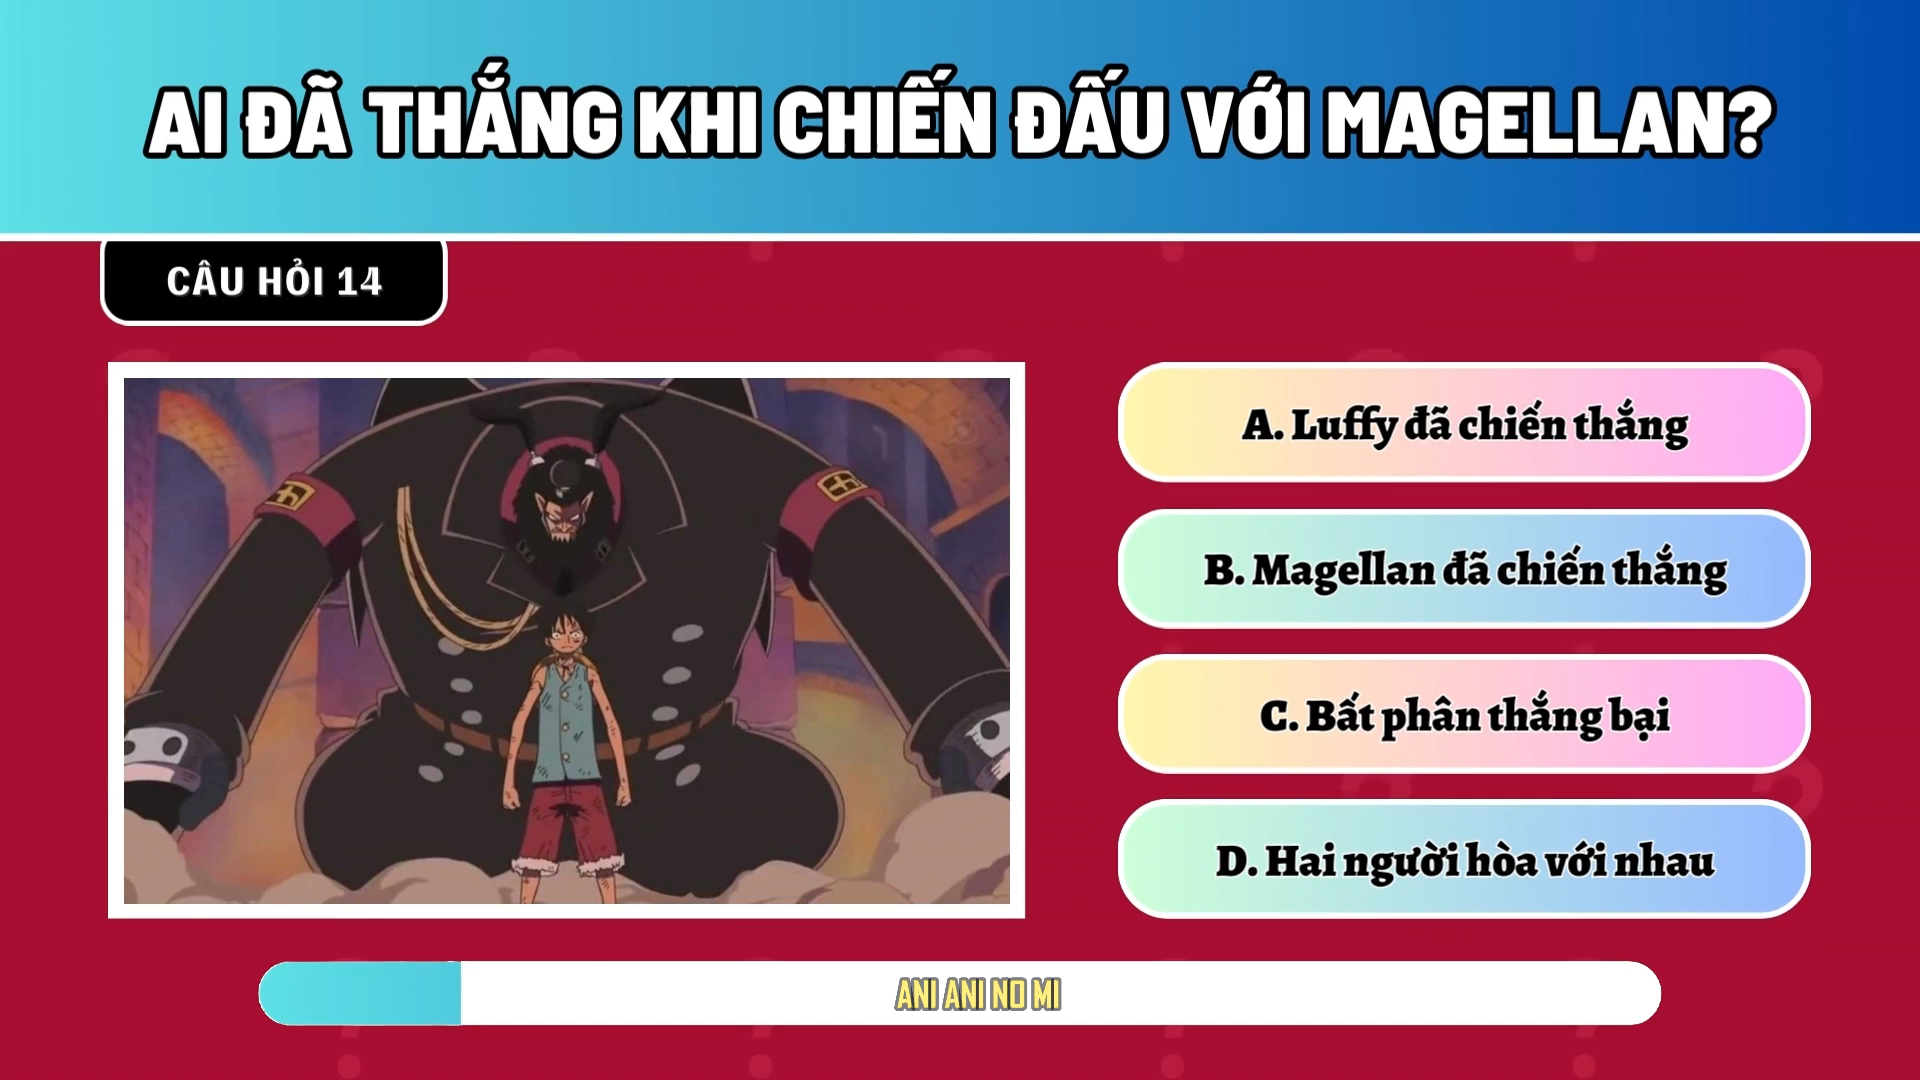 AI ĐÃ THẮNG KHI CHIẾN ĐẤU VỚI MAGELLAN?
CÂU HỎI 14
A. Luffy đã chiến thắng
B. Magellan đã chiến thắng
C. Bất phân thắng bại
D. Hai người hòa với nhau
ANI ANI NO MI